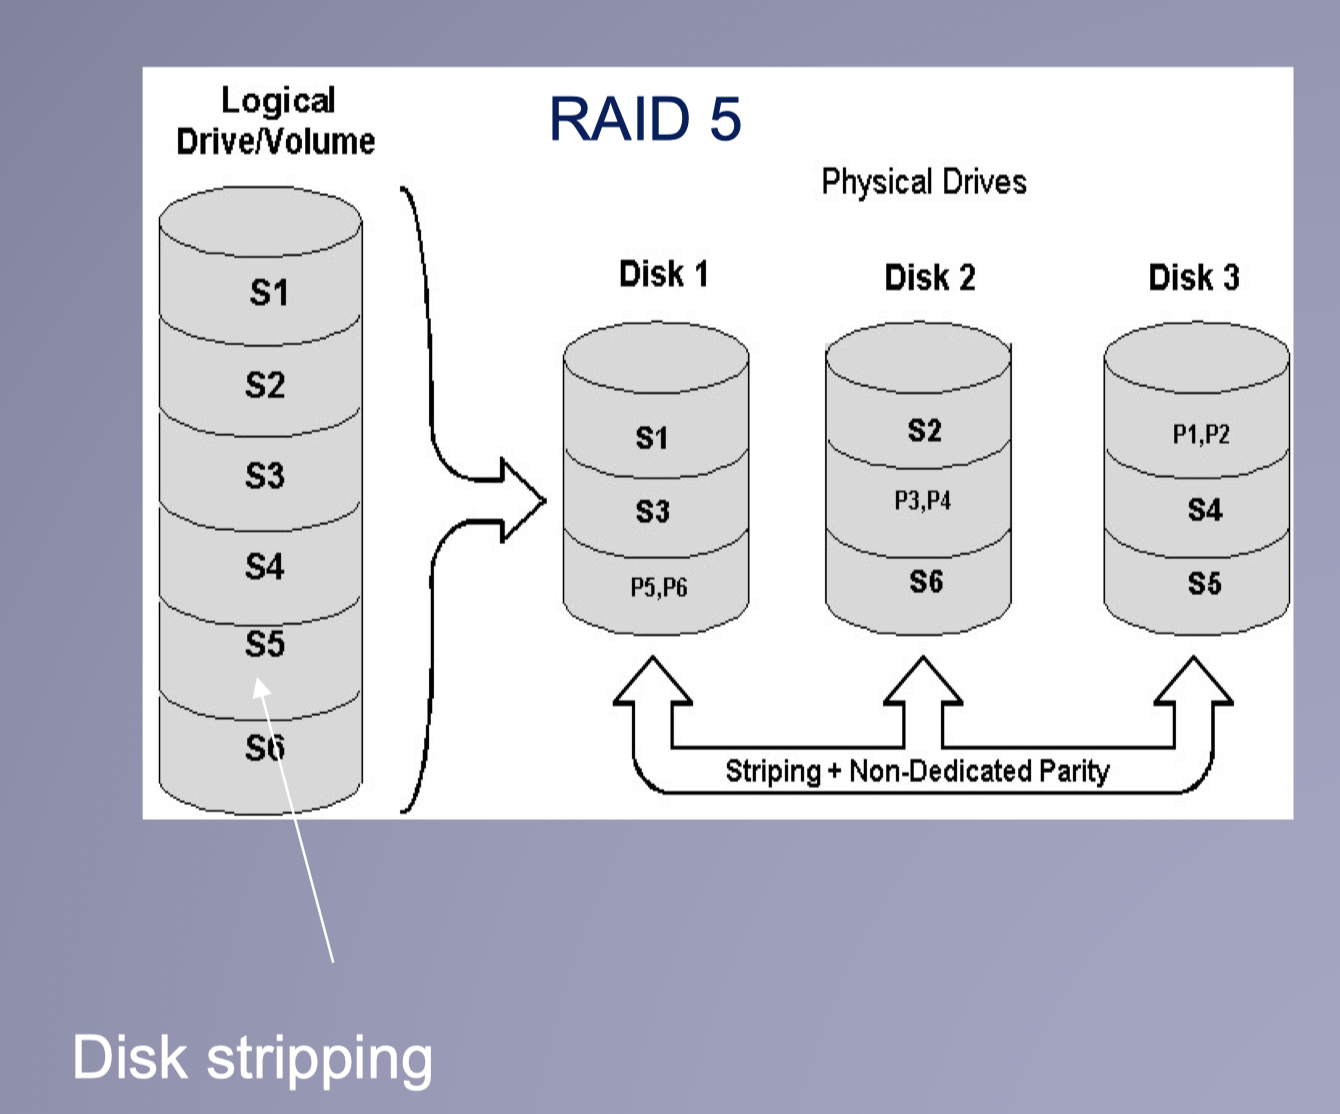 Logical
Drive/Volume
RAID 5
Physical Drives
S1
S2
S3
S4
S5
S6
Disk 1
S1
S3
P5,P6
Disk 2
S2
P3,P4
S6
Disk 3
P1,P2
S4
S5
Striping + Non-Dedicated Parity
Disk stripping